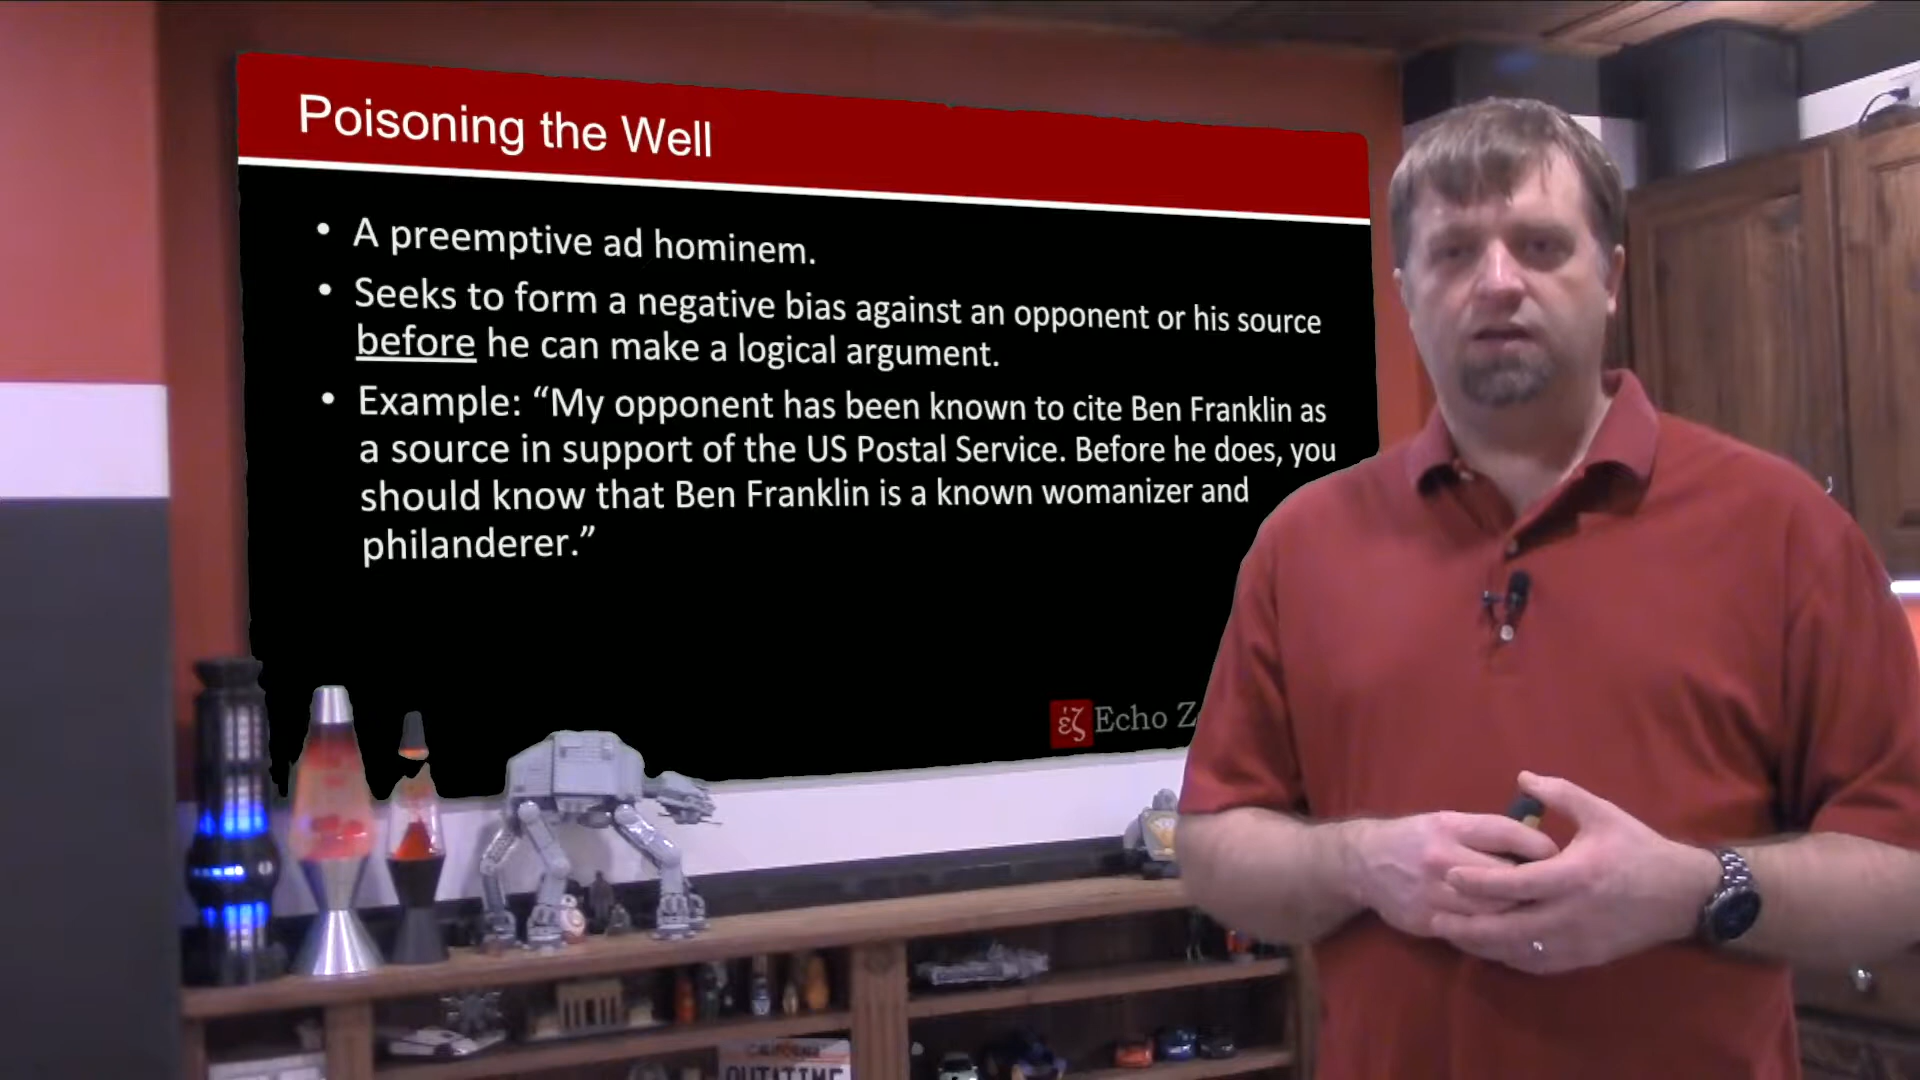 Poisoning the Well
• A preemptive ad hominem.
• Seeks to form a negative bias against an opponent or his source
before he can make a logical argument.
• Example: “My opponent has been known to cite Ben Franklin as
a source in support of the US Postal Service. Before he does, you
should know that Ben Franklin is a known womanizer and
philanderer.”
έζ Echo Z
CALIFORNIA
OUTATIME